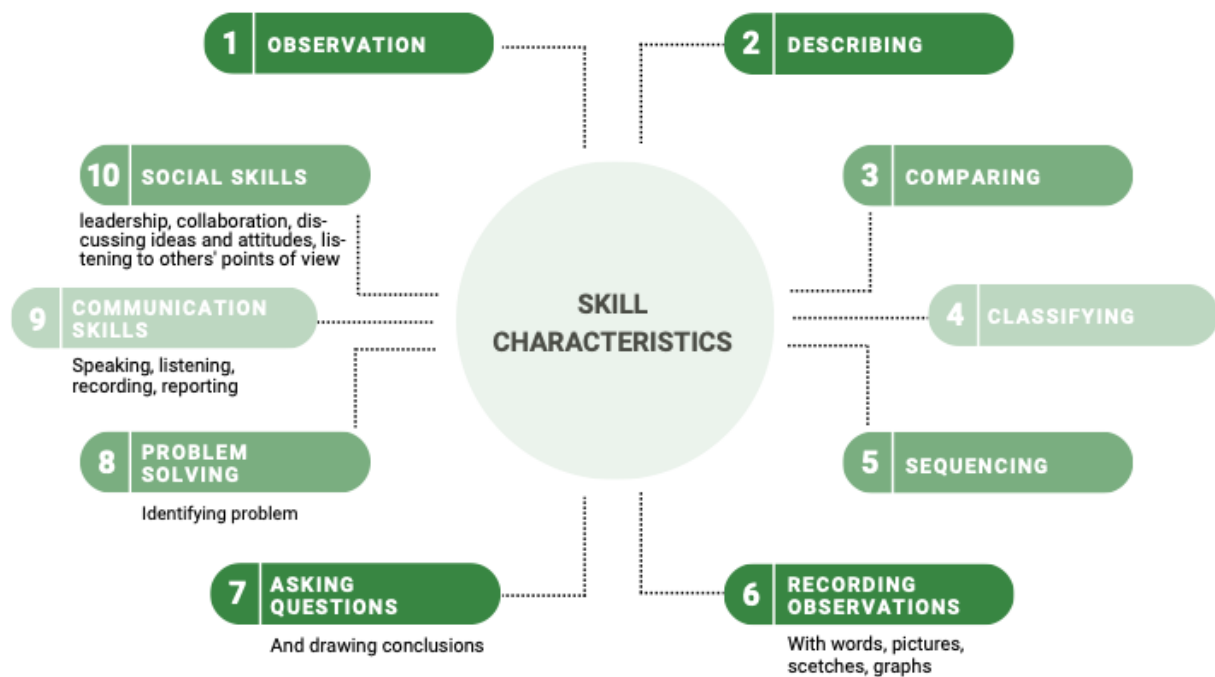 1 OBSERVATION
2 DESCRIBING
3 COMPARING
4 CLASSIFYING
5 SEQUENCING
6 RECORDING
OBSERVATIONS
With words, pictures,
scetches, graphs
7 ASKING
QUESTIONS
And drawing conclusions
8 PROBLEM
SOLVING
Identifying problem
9 COMMUNICATION
SKILLS
Speaking, listening,
recording, reporting
10 SOCIAL SKILLS
leadership, collaboration, dis-
cussing ideas and attitudes, lis-
tening to others' points of view
SKILL
CHARACTERISTICS